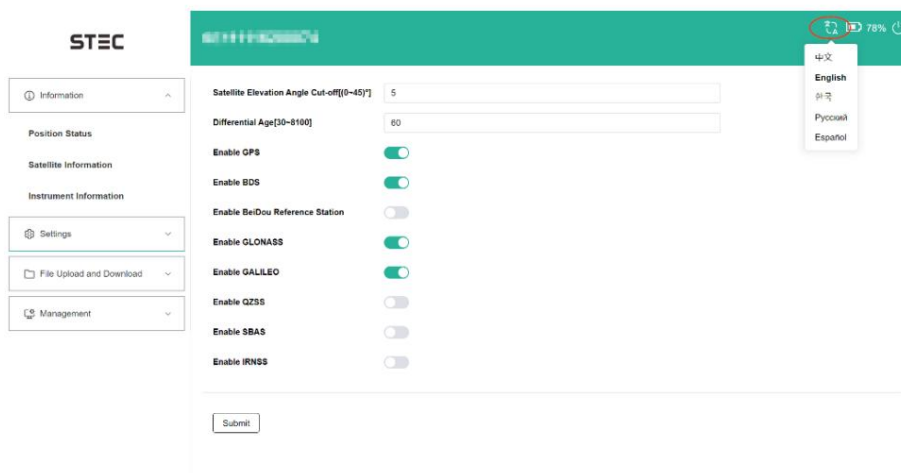 STEC
78%
中文
English
한국
Русский
Español
Information
Position Status
Satellite Information
Instrument Information
Settings
File Upload and Download
Management
Satellite Elevation Angle Cut-off[(0~45)°] 5
Differential Age[30~8100] 60
Enable GPS
Enable BDS
Enable BeiDou Reference Station
Enable GLONASS
Enable GALILEO
Enable QZSS
Enable SBAS
Enable IRNSS
Submit